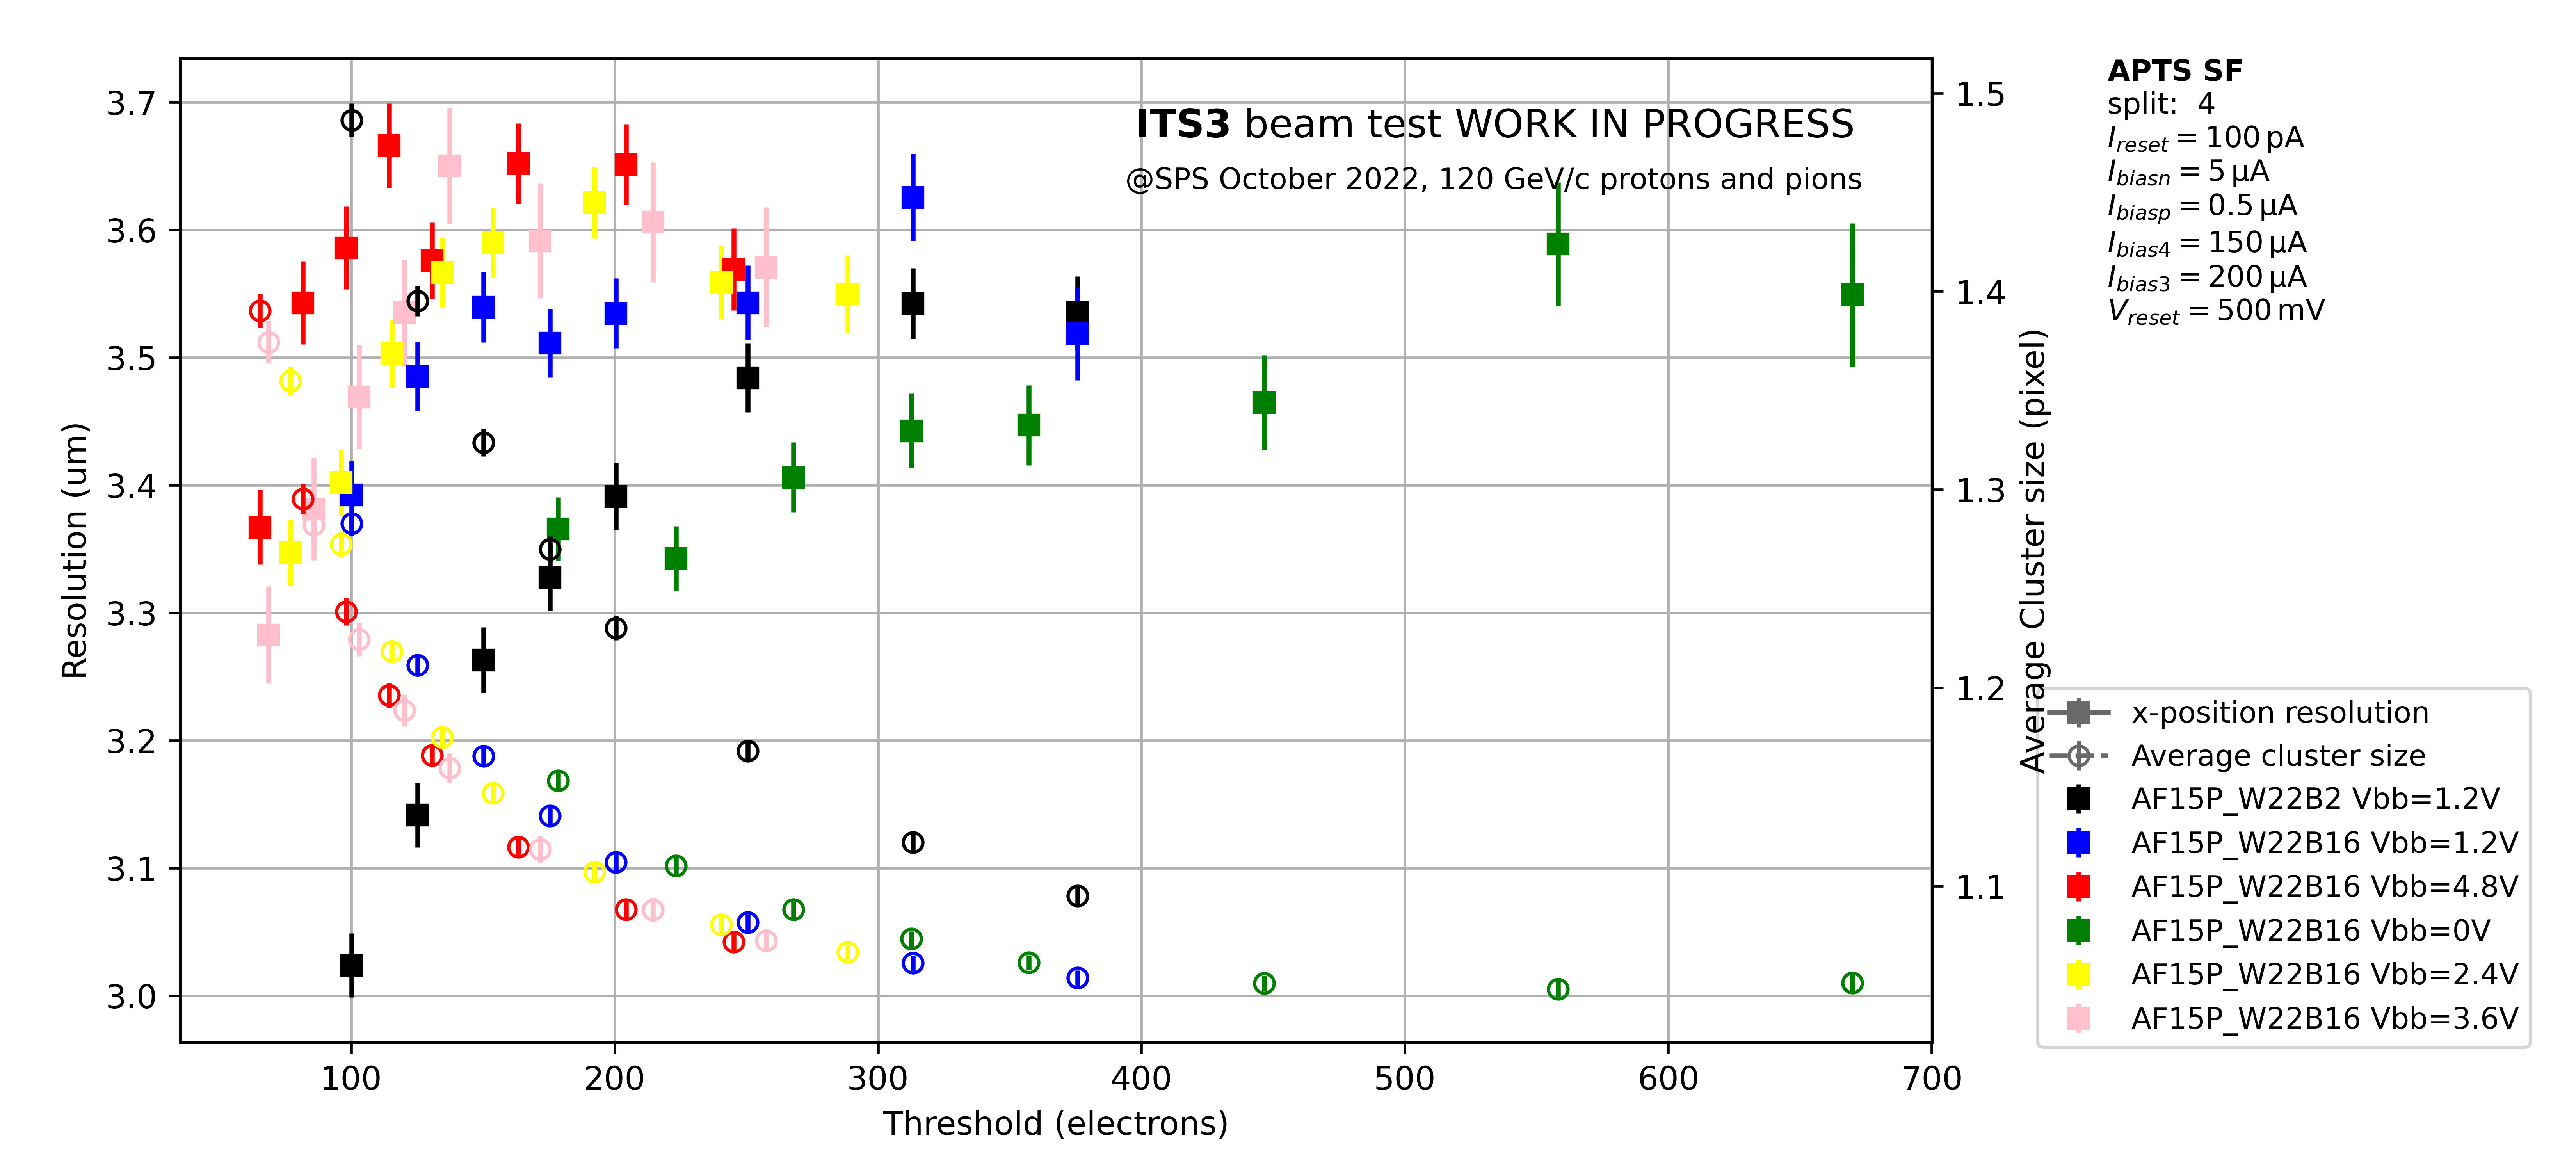 ITS3 beam test WORK IN PROGRESS
@SPS October 2022, 120 GeV/c protons and pions
Resolution (um)
3.7
3.6
3.5
3.4
3.3
3.2
3.1
3.0
100
200
300
400
500
600
700
Threshold (electrons)
1.5
1.4
1.3
1.2
1.1
Average Cluster size (pixel)
APTS SF
split: 4
I_reset = 100 pA
I_biasn = 5 μA
I_biasp = 0.5 μA
I_bias4 = 150 μA
I_bias3 = 200 μA
V_reset = 500 mV
x-position resolution
Average cluster size
AF15P_W22B2 Vbb=1.2V
AF15P_W22B16 Vbb=1.2V
AF15P_W22B16 Vbb=4.8V
AF15P_W22B16 Vbb=0V
AF15P_W22B16 Vbb=2.4V
AF15P_W22B16 Vbb=3.6V